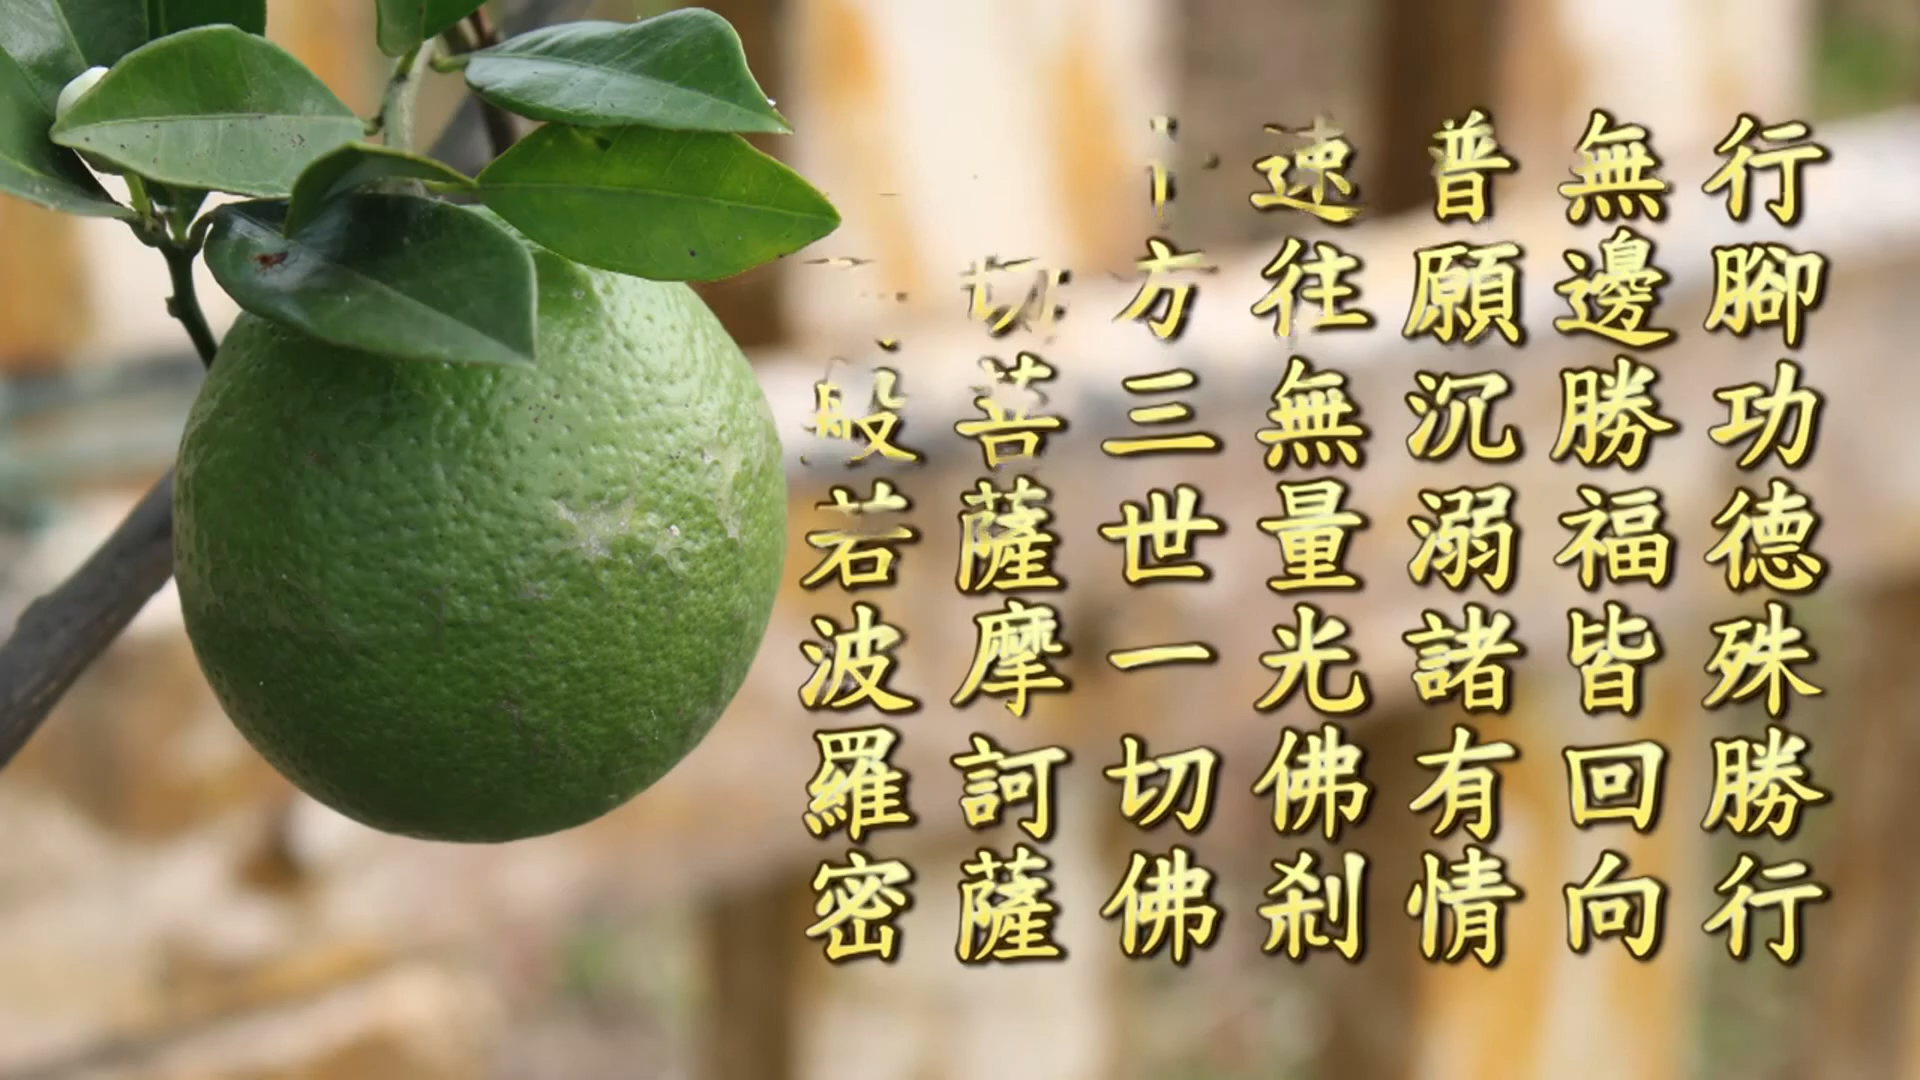 行腳功德殊勝行
無邊勝福皆回向
普願沉溺諸有情
速往無量光佛剎
方三世一切佛
切菩薩摩訶薩
般若波羅密